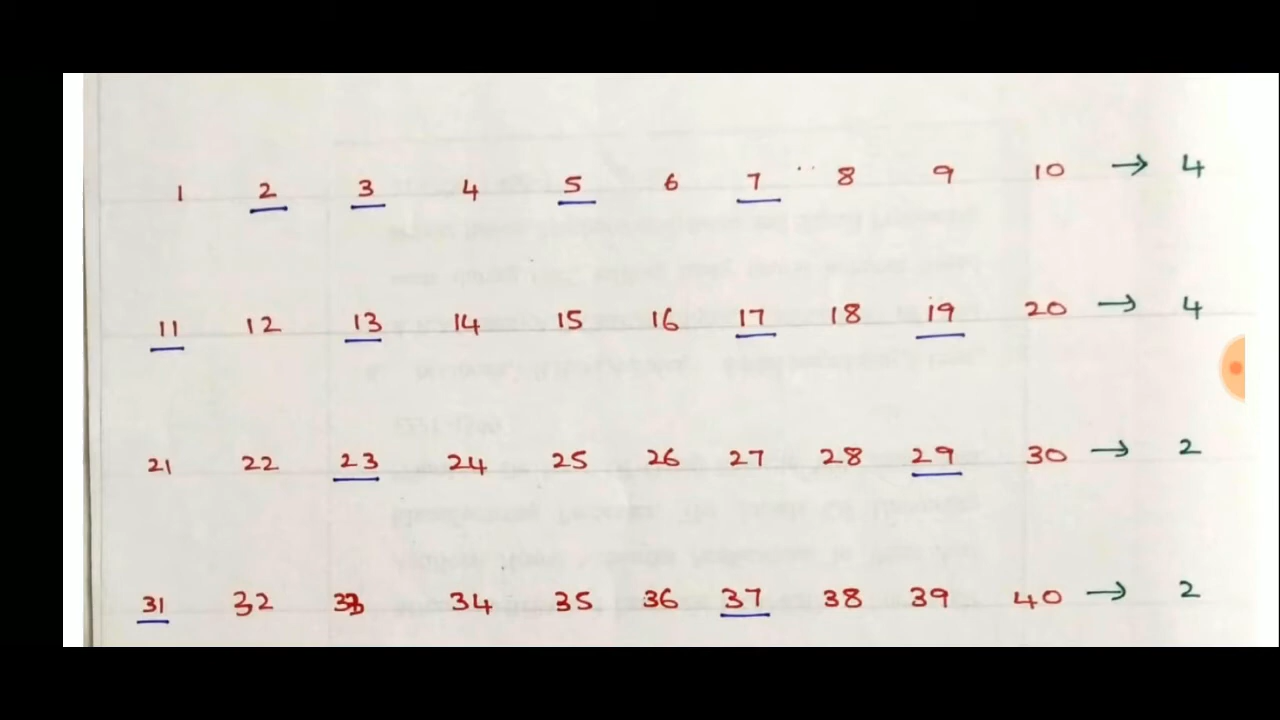 1 2 3 4 5 6 7 8 9 10 → 4
11 12 13 14 15 16 17 18 19 20 → 4
21 22 23 24 25 26 27 28 29 30 → 2
31 32 33 34 35 36 37 38 39 40 → 2